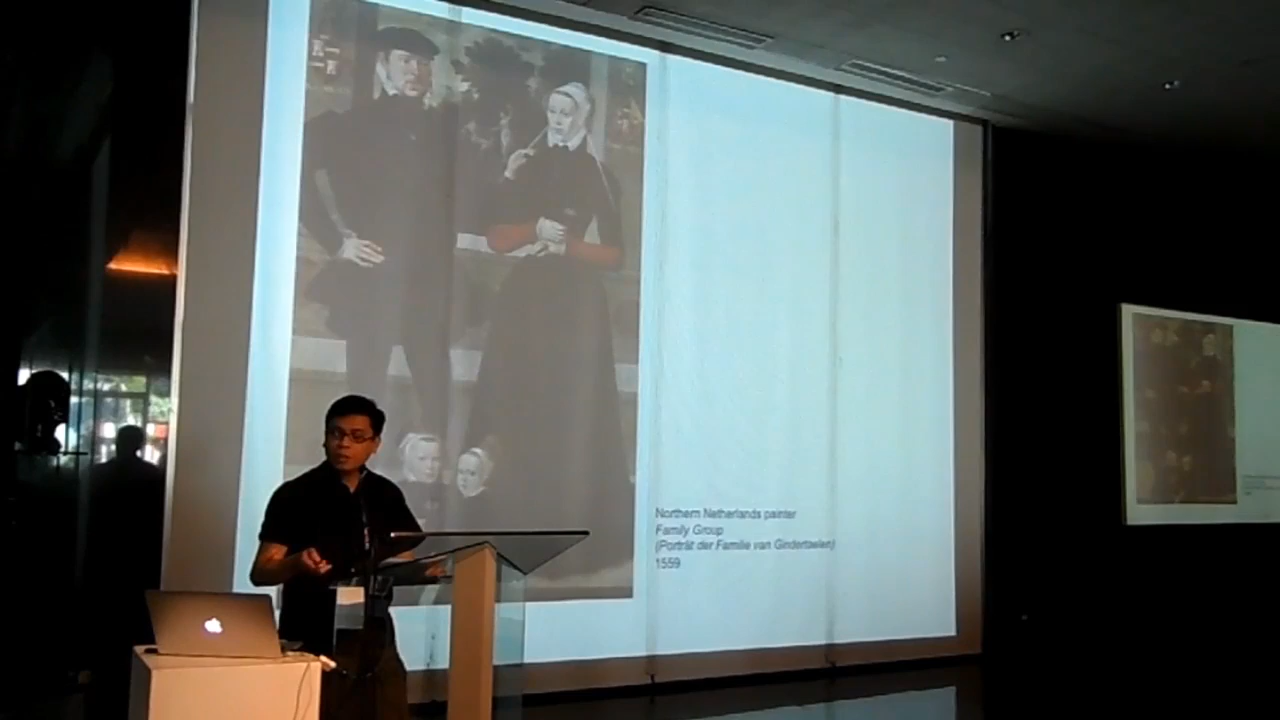 Northern Netherlands painter
Family Group
(Porträt der Familie van Gindertaelen)
1559